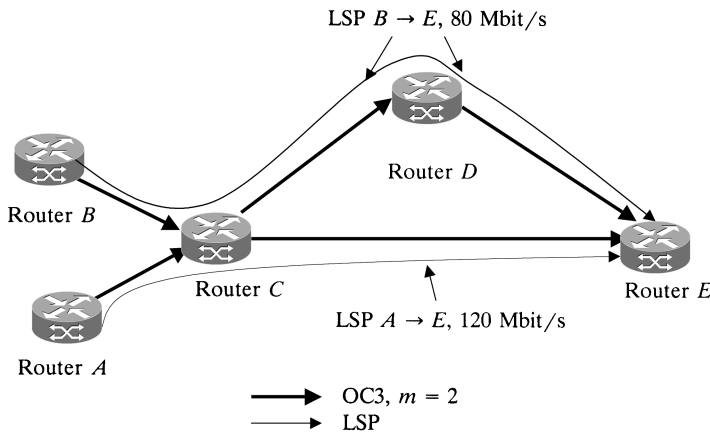 LSP B → E, 80 Mbit/s
Router D
Router B
Router C
Router E
LSP A → E, 120 Mbit/s
Router A
OC3, m = 2
LSP